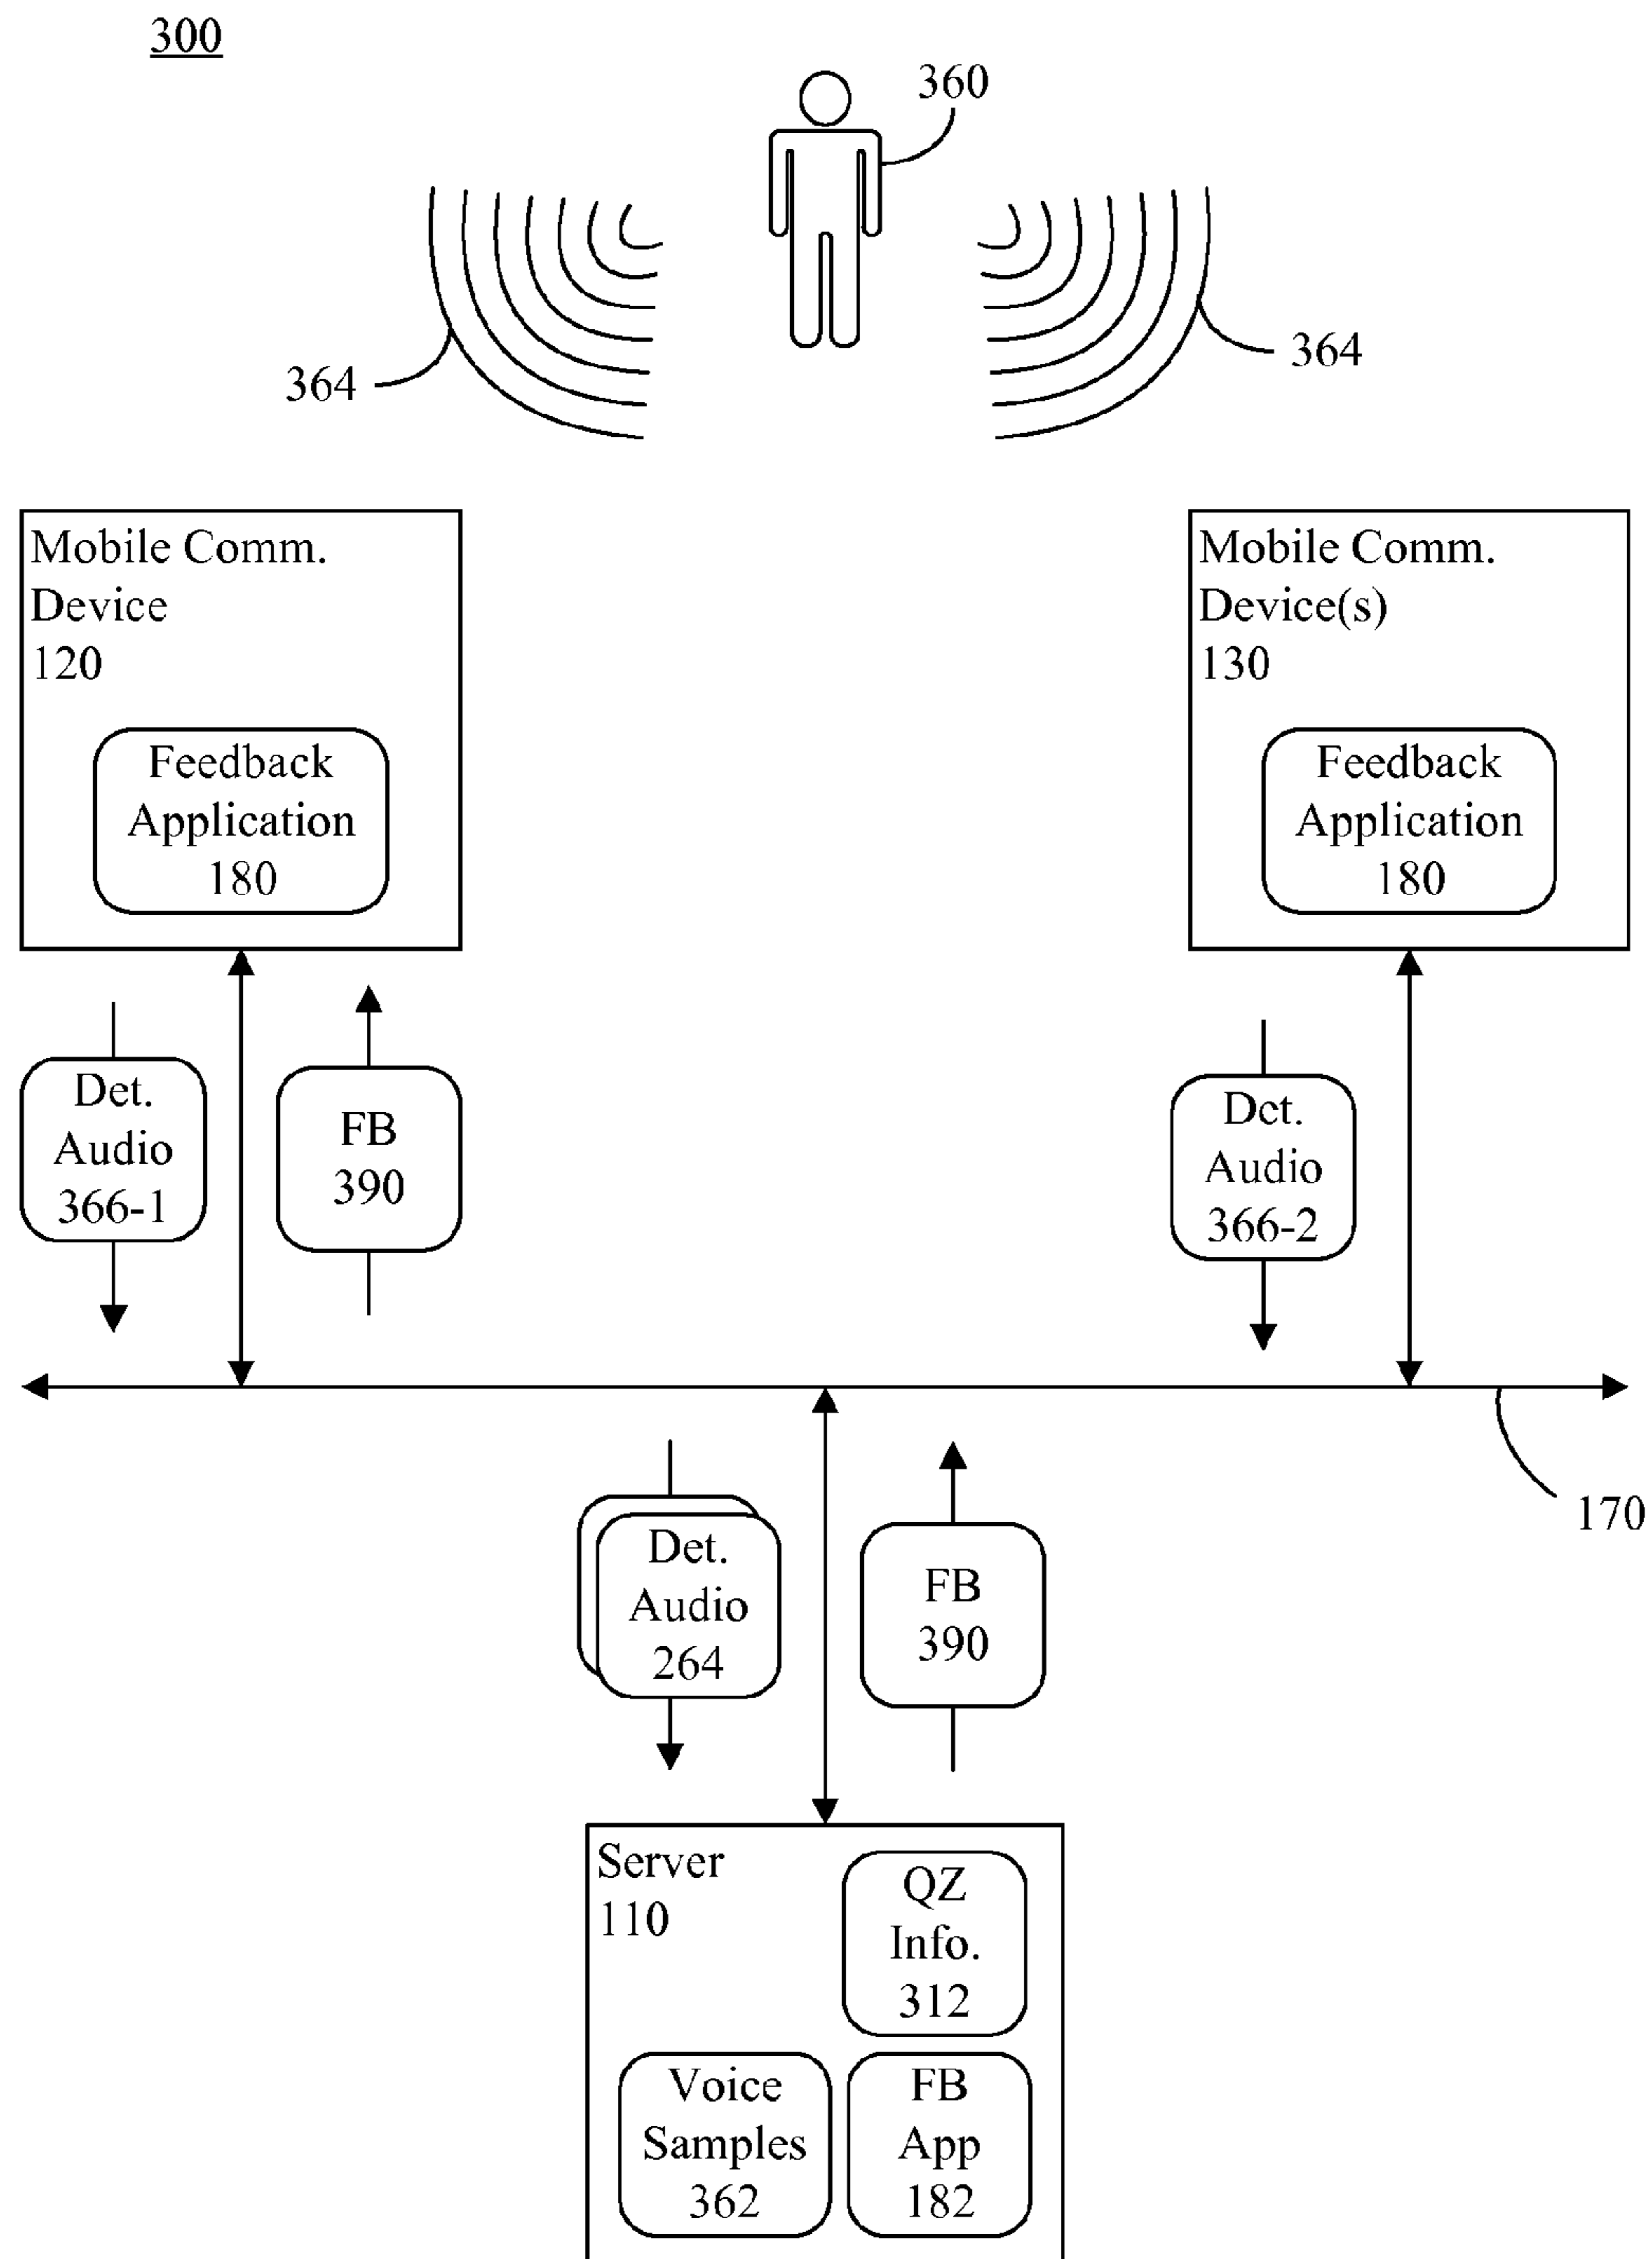 300
360
364
364
Mobile Comm.
Device
120
Feedback
Application
180
Mobile Comm.
Device(s)
130
Feedback
Application
180
Det.
Audio
366-1
FB
390
Dct.
Audio
366-2
170
Det.
Audio
264
FB
390
Server
110
QZ
Info.
312
Voice
Samples
362
FB
App
182